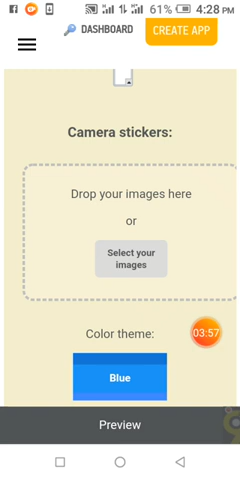 61% 4:28 PM
DASHBOARD
CREATE APP
Camera stickers:
Drop your images here
or
Select your
images
Color theme:
03:57
Blue
Preview